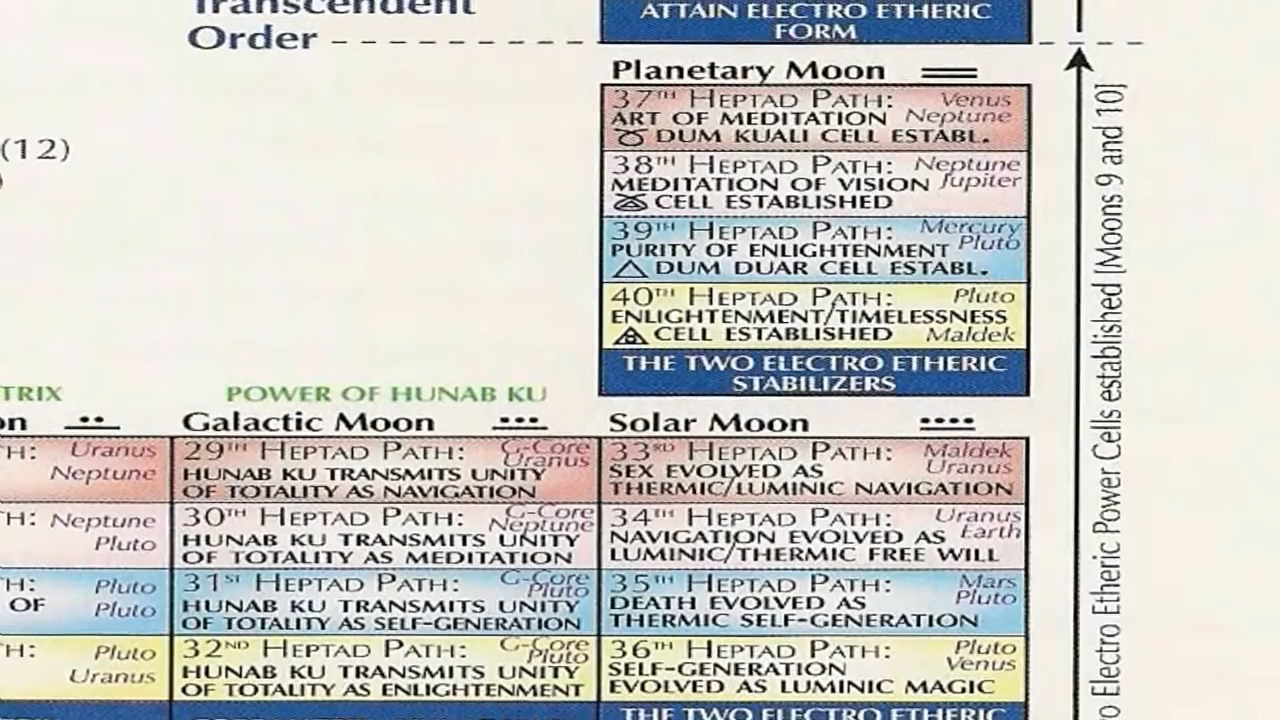 Transcendent
Order
ATTAIN ELECTRO ETHERIC
FORM
Planetary Moon
37TH HEPTAD PATH: Venus
ART OF MEDITATION Neptune
DUM KUALI CELL ESTABL.
38TH HEPTAD PATH: Neptune
MEDITATION OF VISION Jupiter
CELL ESTABLISHED
39TH HEPTAD PATH: Mercury
PURITY OF ENLIGHTENMENT Pluto
DUM DUAR CELL ESTABL.
40TH HEPTAD PATH: Pluto
ENLIGHTENMENT/TIMELESSNESS
CELL ESTABLISHED Maldek
THE TWO ELECTRO ETHERIC
STABILIZERS
(12)
TRIX
on
TH: Uranus
Neptune
TH: Neptune
Pluto
TH: Pluto
OF Pluto
TH: Pluto
Uranus
POWER OF HUNAB KU
Galactic Moon
29TH HEPTAD PATH: G-Core
Uranus
HUNAB KU TRANSMITS UNITY
OF TOTALITY AS NAVIGATION
30TH HEPTAD PATH: G-Core
Neptune
HUNAB KU TRANSMITS UNITY
OF TOTALITY AS MEDITATION
31ST HEPTAD PATH: G-Core
Pluto
HUNAB KU TRANSMITS UNITY
OF TOTALITY AS SELF-GENERATION
32ND HEPTAD PATH: G-Core
Pluto
HUNAB KU TRANSMITS UNITY
OF TOTALITY AS ENLIGHTENMENT
Solar Moon
33RD HEPTAD PATH: Maldek
SEX EVOLVED AS Uranus
THERMIC/LUMINIC NAVIGATION
34TH HEPTAD PATH: Uranus
NAVIGATION EVOLVED AS Earth
LUMINIC/THERMIC FREE WILL
35TH HEPTAD PATH: Mars
DEATH EVOLVED AS Pluto
THERMIC SELF-GENERATION
36TH HEPTAD PATH: Pluto
SELF-GENERATION Venus
EVOLVED AS LUMINIC MAGIC
THE TWO ELECTRO ETHERIC
o Electro Etheric Power Cells established [Moons 9 and 10]